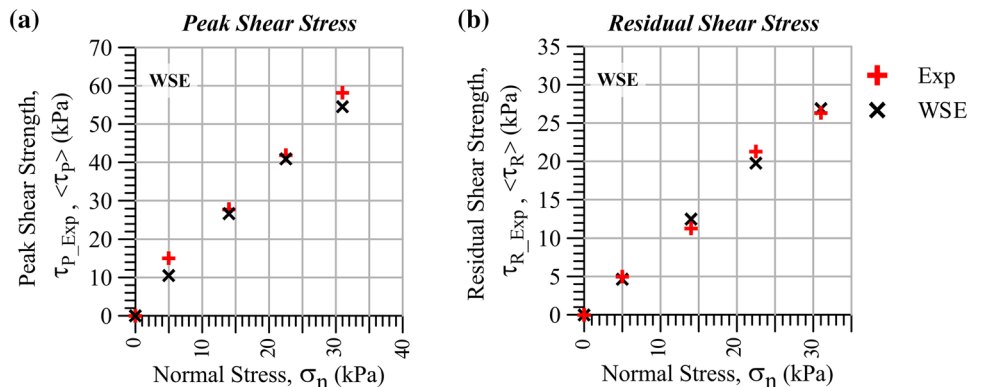 (a) Peak Shear Stress
Peak Shear Strength,
τP_Exp , <τP> (kPa)
70
60
50
40
30
20
10
0
WSE
0 10 20 30 40
Normal Stress, σn (kPa)
(b) Residual Shear Stress
Residual Shear Strength,
τR_Exp , <τR> (kPa)
35
30
25
20
15
10
5
0
WSE
0 10 20 30
Normal Stress, σn (kPa)
Exp
WSE